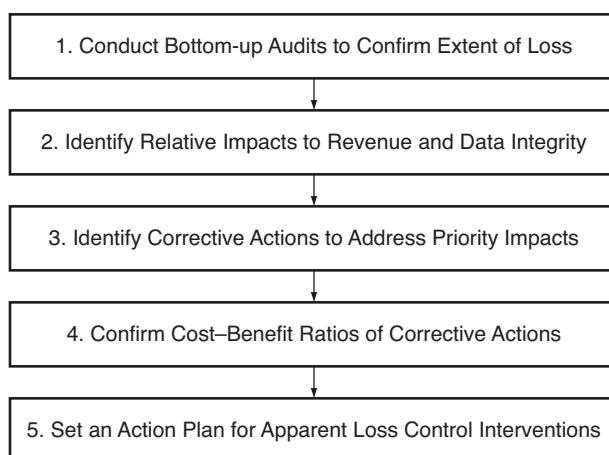 1. Conduct Bottom-up Audits to Confirm Extent of Loss
2. Identify Relative Impacts to Revenue and Data Integrity
3. Identify Corrective Actions to Address Priority Impacts
4. Confirm Cost–Benefit Ratios of Corrective Actions
5. Set an Action Plan for Apparent Loss Control Interventions